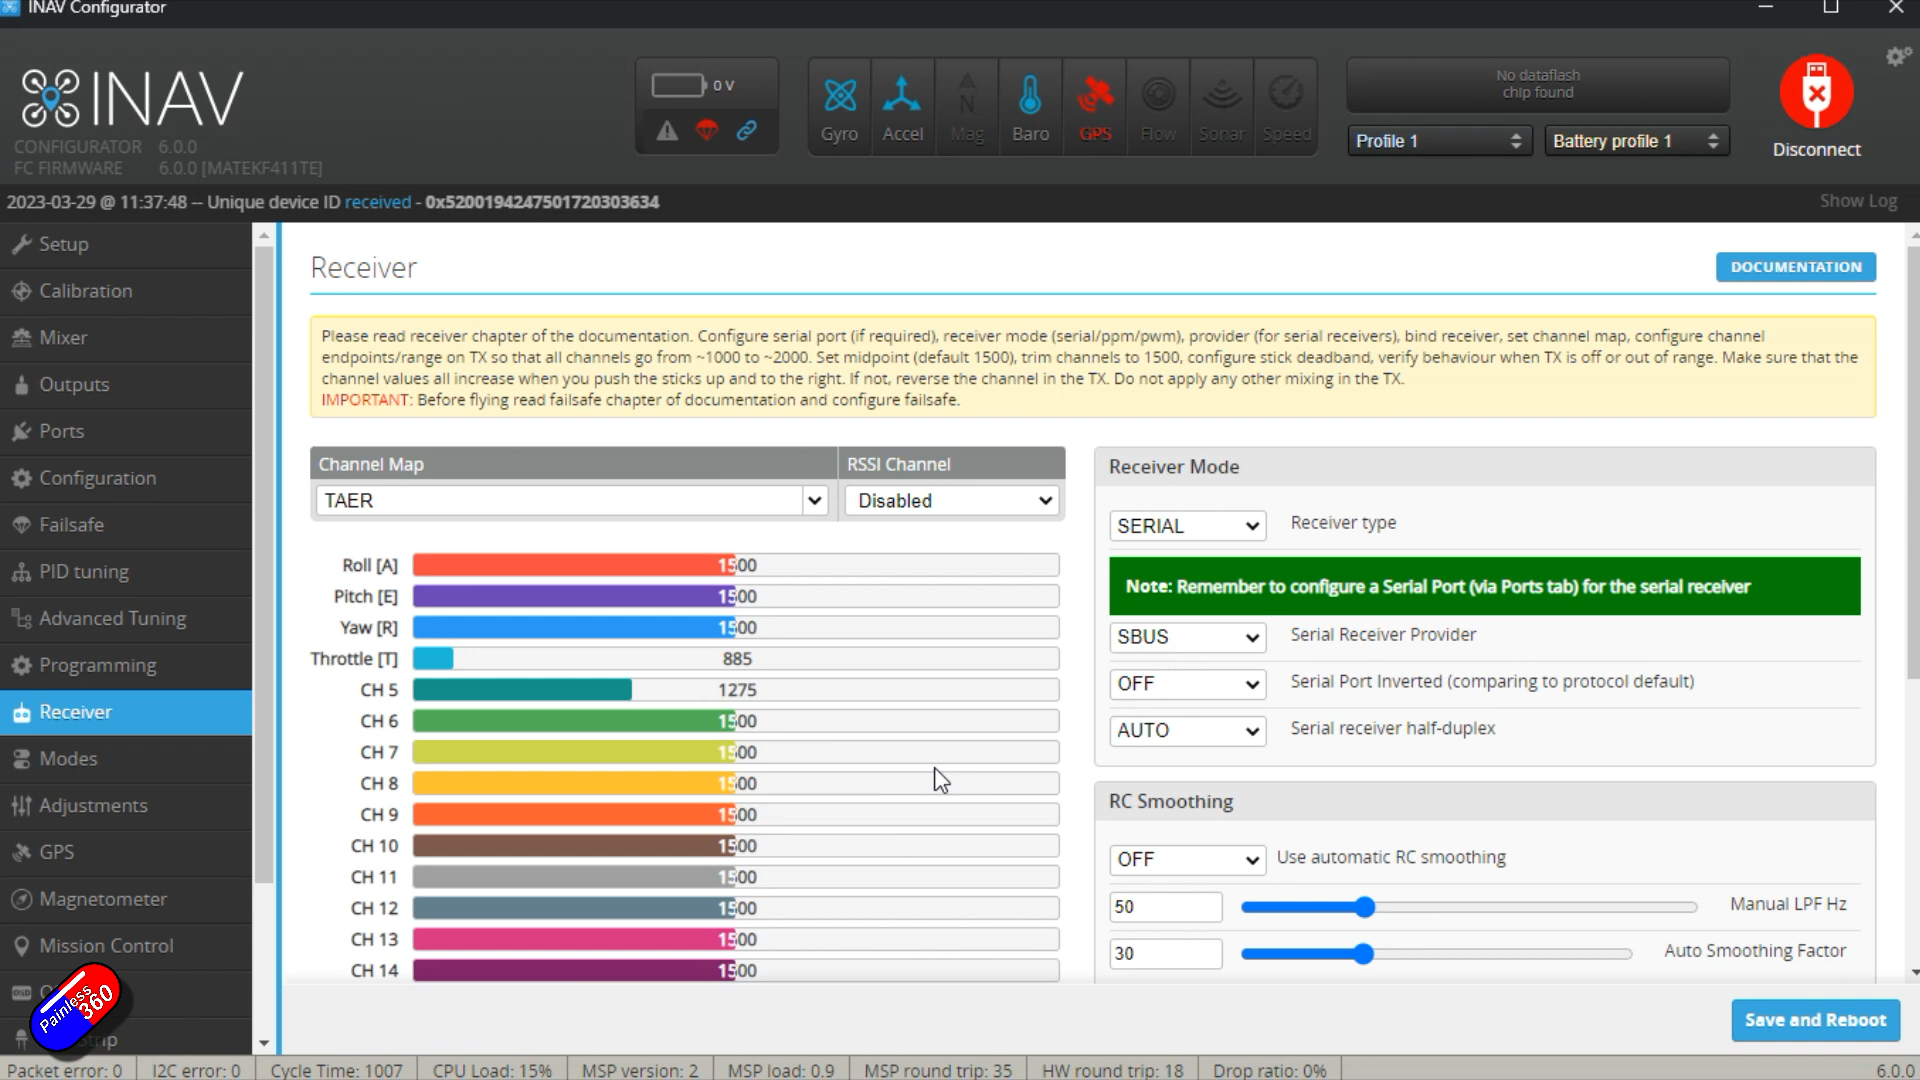 INAV Configurator
INAV
CONFIGURATOR 6.0.0
FC FIRMWARE 6.0.0 [MATEKF411TE]
0 V
Gyro
Accel
Mag
Baro
GPS
Flow
Sonar
Speed
No dataflash
chip found
Profile 1
Battery profile 1
Disconnect
2023-03-29 @ 11:37:48 -- Unique device ID received - 0x5200194247501720303634
Show Log
Setup
Calibration
Mixer
Outputs
Ports
Configuration
Failsafe
PID tuning
Advanced Tuning
Programming
Receiver
Modes
Adjustments
GPS
Magnetometer
Mission Control
Painless
360
Receiver
DOCUMENTATION
Please read receiver chapter of the documentation. Configure serial port (if required), receiver mode (serial/ppm/pwm), provider (for serial receivers), bind receiver, set channel map, configure channel
endpoints/range on TX so that all channels go from ~1000 to ~2000. Set midpoint (default 1500), trim channels to 1500, configure stick deadband, verify behaviour when TX is off or out of range. Make sure that the
channel values all increase when you push the sticks up and to the right. If not, reverse the channel in the TX. Do not apply any other mixing in the TX.
IMPORTANT: Before flying read failsafe chapter of documentation and configure failsafe.
Channel Map
RSSI Channel
TAER
Disabled
Roll [A] 1500
Pitch [E] 1500
Yaw [R] 1500
Throttle [T] 885
CH 5 1275
CH 6 1500
CH 7 1500
CH 8 1500
CH 9 1500
CH 10 1500
CH 11 1500
CH 12 1500
CH 13 1500
CH 14 1500
Receiver Mode
SERIAL Receiver type
Note: Remember to configure a Serial Port (via Ports tab) for the serial receiver
SBUS Serial Receiver Provider
OFF Serial Port Inverted (comparing to protocol default)
AUTO Serial receiver half-duplex
RC Smoothing
OFF Use automatic RC smoothing
50 Manual LPF Hz
30 Auto Smoothing Factor
Save and Reboot
Packet error: 0
I2C error: 0
Cycle Time: 1007
CPU Load: 15%
MSP version: 2
MSP load: 0.9
MSP round trip: 35
HW round trip: 18
Drop ratio: 0%
6.0.0